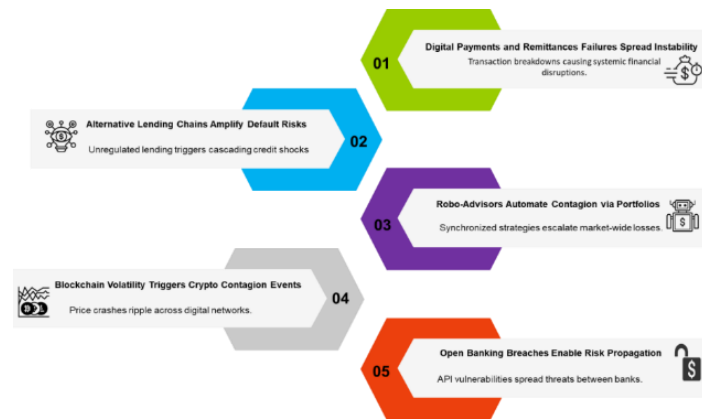 01
Digital Payments and Remittances Failures Spread Instability
Transaction breakdowns causing systemic financial
disruptions.
02
Alternative Lending Chains Amplify Default Risks
Unregulated lending triggers cascading credit shocks
03
Robo-Advisors Automate Contagion via Portfolios
Synchronized strategies escalate market-wide losses.
04
Blockchain Volatility Triggers Crypto Contagion Events
Price crashes ripple across digital networks.
05
Open Banking Breaches Enable Risk Propagation
API vulnerabilities spread threats between banks.